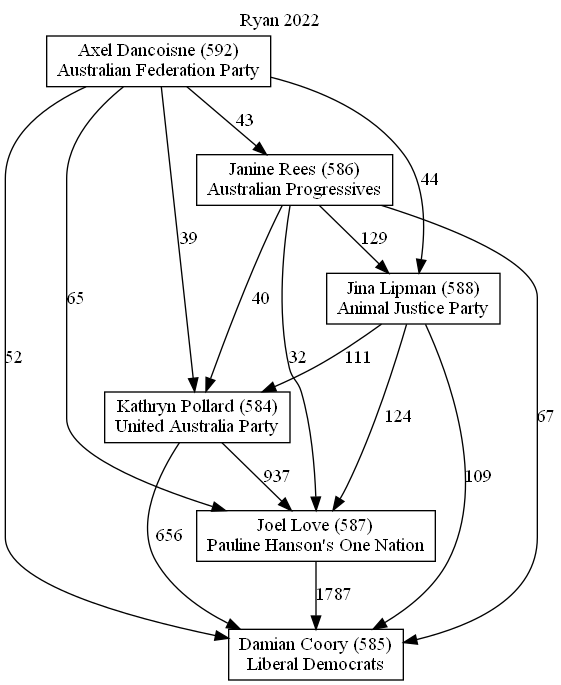 Ryan 2022
Axel Dancoisne (592)
Australian Federation Party
43
Janine Rees (586)
Australian Progressives
44
39
129
Jina Lipman (588)
Animal Justice Party
65
40
52
32
111
Kathryn Pollard (584)
United Australia Party
124
67
937
109
Joel Love (587)
Pauline Hanson's One Nation
656
1787
Damian Coory (585)
Liberal Democrats